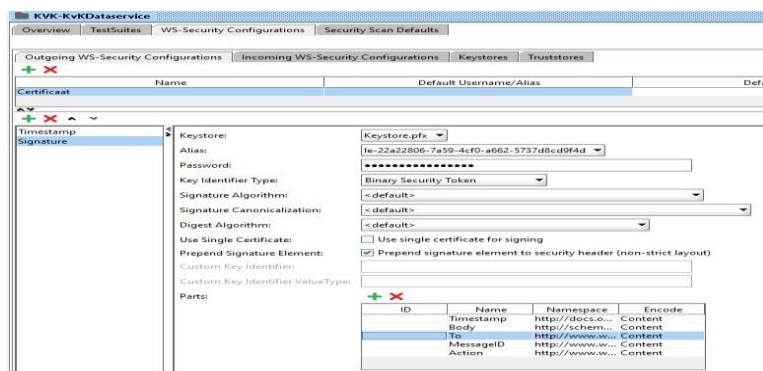 KVK-KvKDataservice
Overview TestSuites WS-Security Configurations Security Scan Defaults
Outgoing WS-Security Configurations Incoming WS-Security Configurations Keystores Truststores
Name Default Username/Alias Defa
Certificaat
Timestamp
Signature
Keystore: Keystore.pfx
Alias: le-22a22806-7a59-4cf0-a662-5737d8cd9f4d
Password: ••••••••••••••••
Key Identifier Type: Binary Security Token
Signature Algorithm: <default>
Signature Canonicalization: <default>
Digest Algorithm: <default>
Use Single Certificate: Use single certificate for signing
Prepend Signature Element: Prepend signature element to security header (non-strict layout)
Custom Key Identifier:
Custom Key Identifier ValueType:
Parts:
ID Name Namespace Encode
Timestamp http://docs.o... Content
Body http://schem... Content
To http://www.w... Content
MessageID http://www.w... Content
Action http://www.w... Content